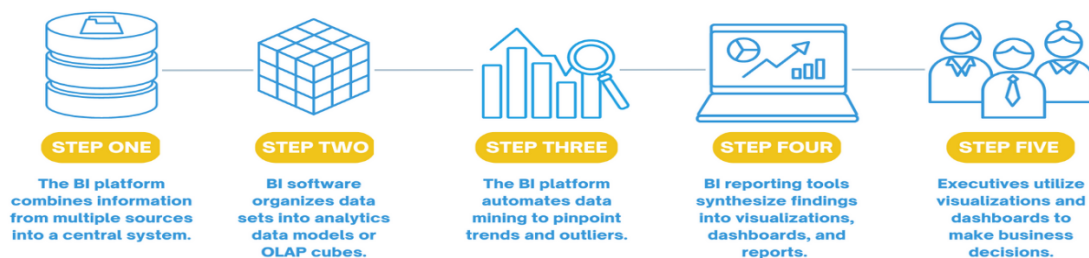 STEP ONE
The BI platform
combines information
from multiple sources
into a central system.
STEP TWO
BI software
organizes data
sets into analytics
data models or
OLAP cubes.
STEP THREE
The BI platform
automates data
mining to pinpoint
trends and outliers.
STEP FOUR
BI reporting tools
synthesize findings
into visualizations,
dashboards, and
reports.
STEP FIVE
Executives utilize
visualizations and
dashboards to
make business
decisions.